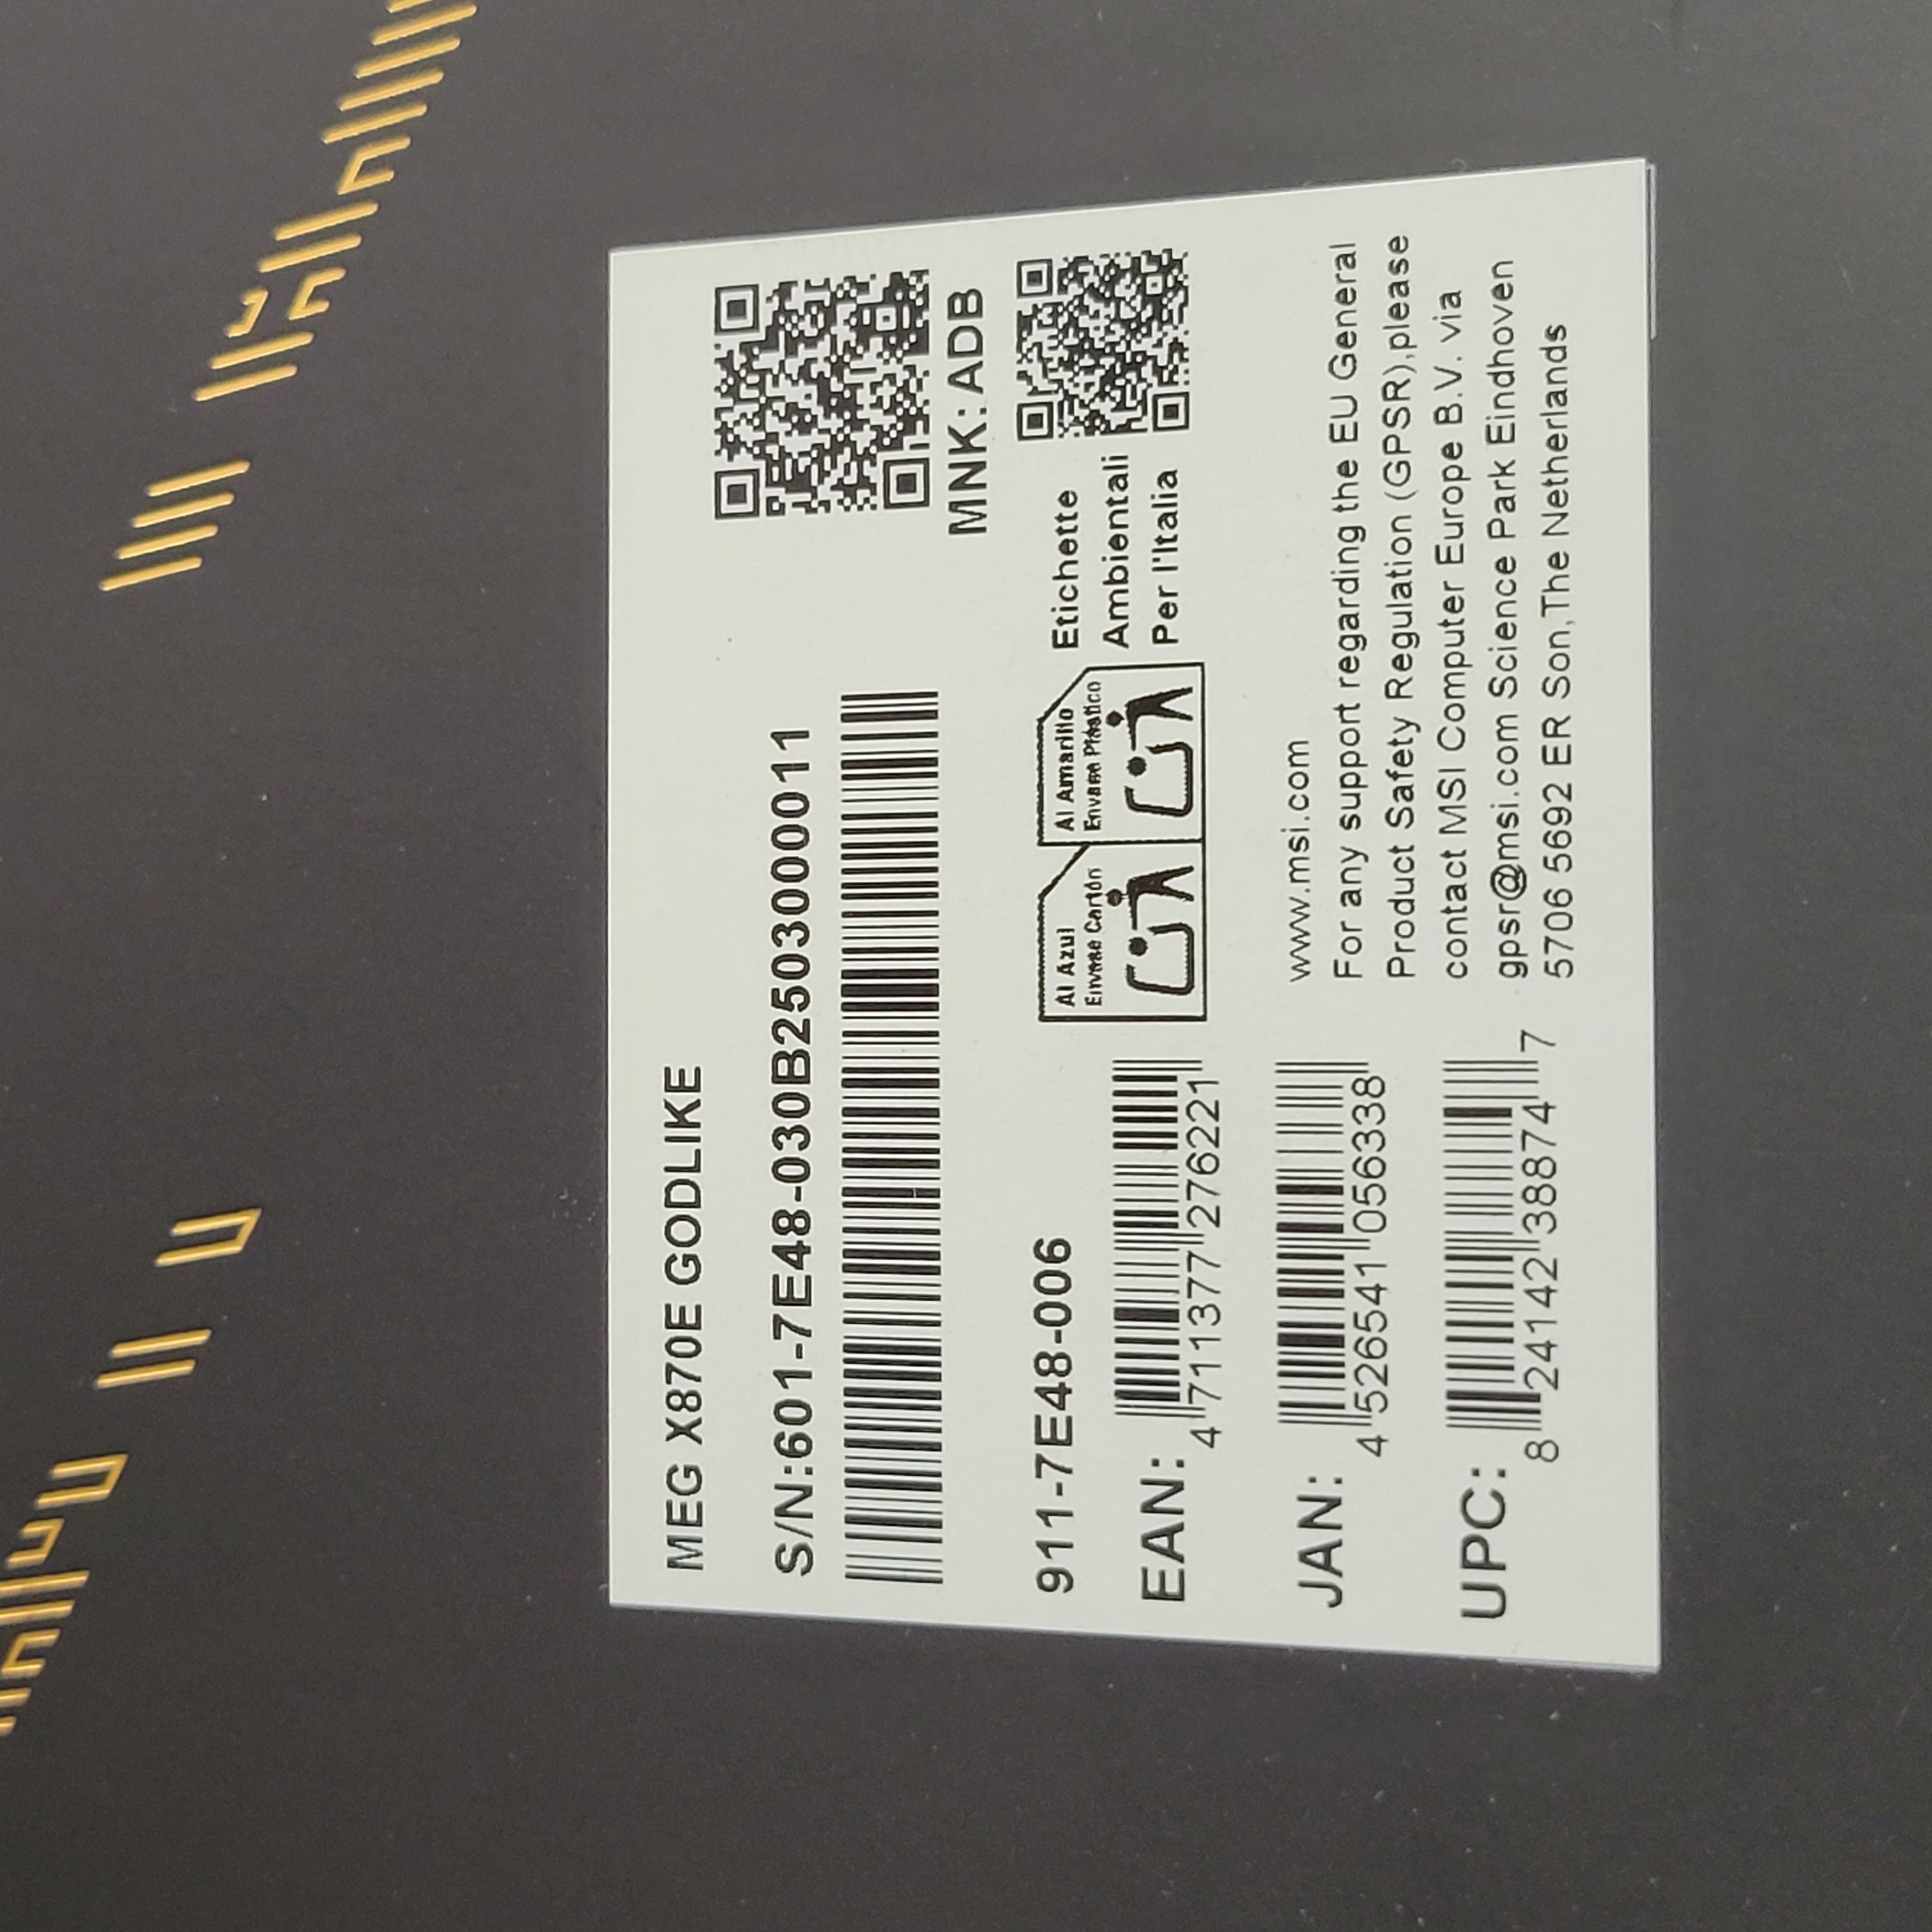 MEG X870E GODLIKE
S/N:601-7E48-030B2503000011
MNK:ADB
911-7E48-006
EAN:
4 711377 276221
Al Azul
Envase Cartón
Al Amarillo
Envase Plástico
Etichette
Ambientali
Per l'Italia
JAN:
4 526541 056338
UPC:
8 24142 38874 7
www.msi.com
For any support regarding the EU General
Product Safety Regulation (GPSR),please
contact MSI Computer Europe B.V. via
gpsr@msi.com Science Park Eindhoven
5706 5692 ER Son,The Netherlands